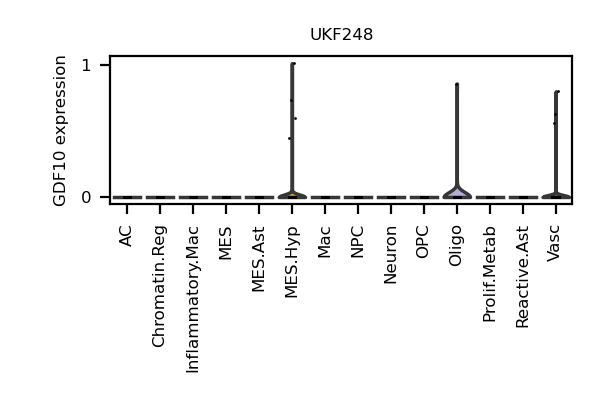 UKF248
GDF10 expression
1
0
AC
Chromatin.Reg
Inflammatory.Mac
MES
MES.Ast
MES.Hyp
Mac
NPC
Neuron
OPC
Oligo
Prolif.Metab
Reactive.Ast
Vasc